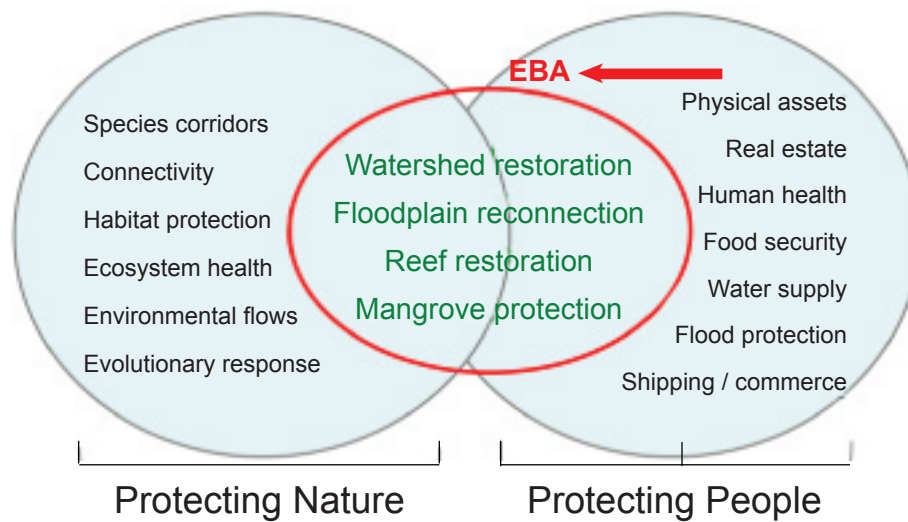 EBA
Species corridors
Connectivity
Habitat protection
Ecosystem health
Environmental flows
Evolutionary response
Watershed restoration
Floodplain reconnection
Reef restoration
Mangrove protection
Physical assets
Real estate
Human health
Food security
Water supply
Flood protection
Shipping / commerce
Protecting Nature
Protecting People